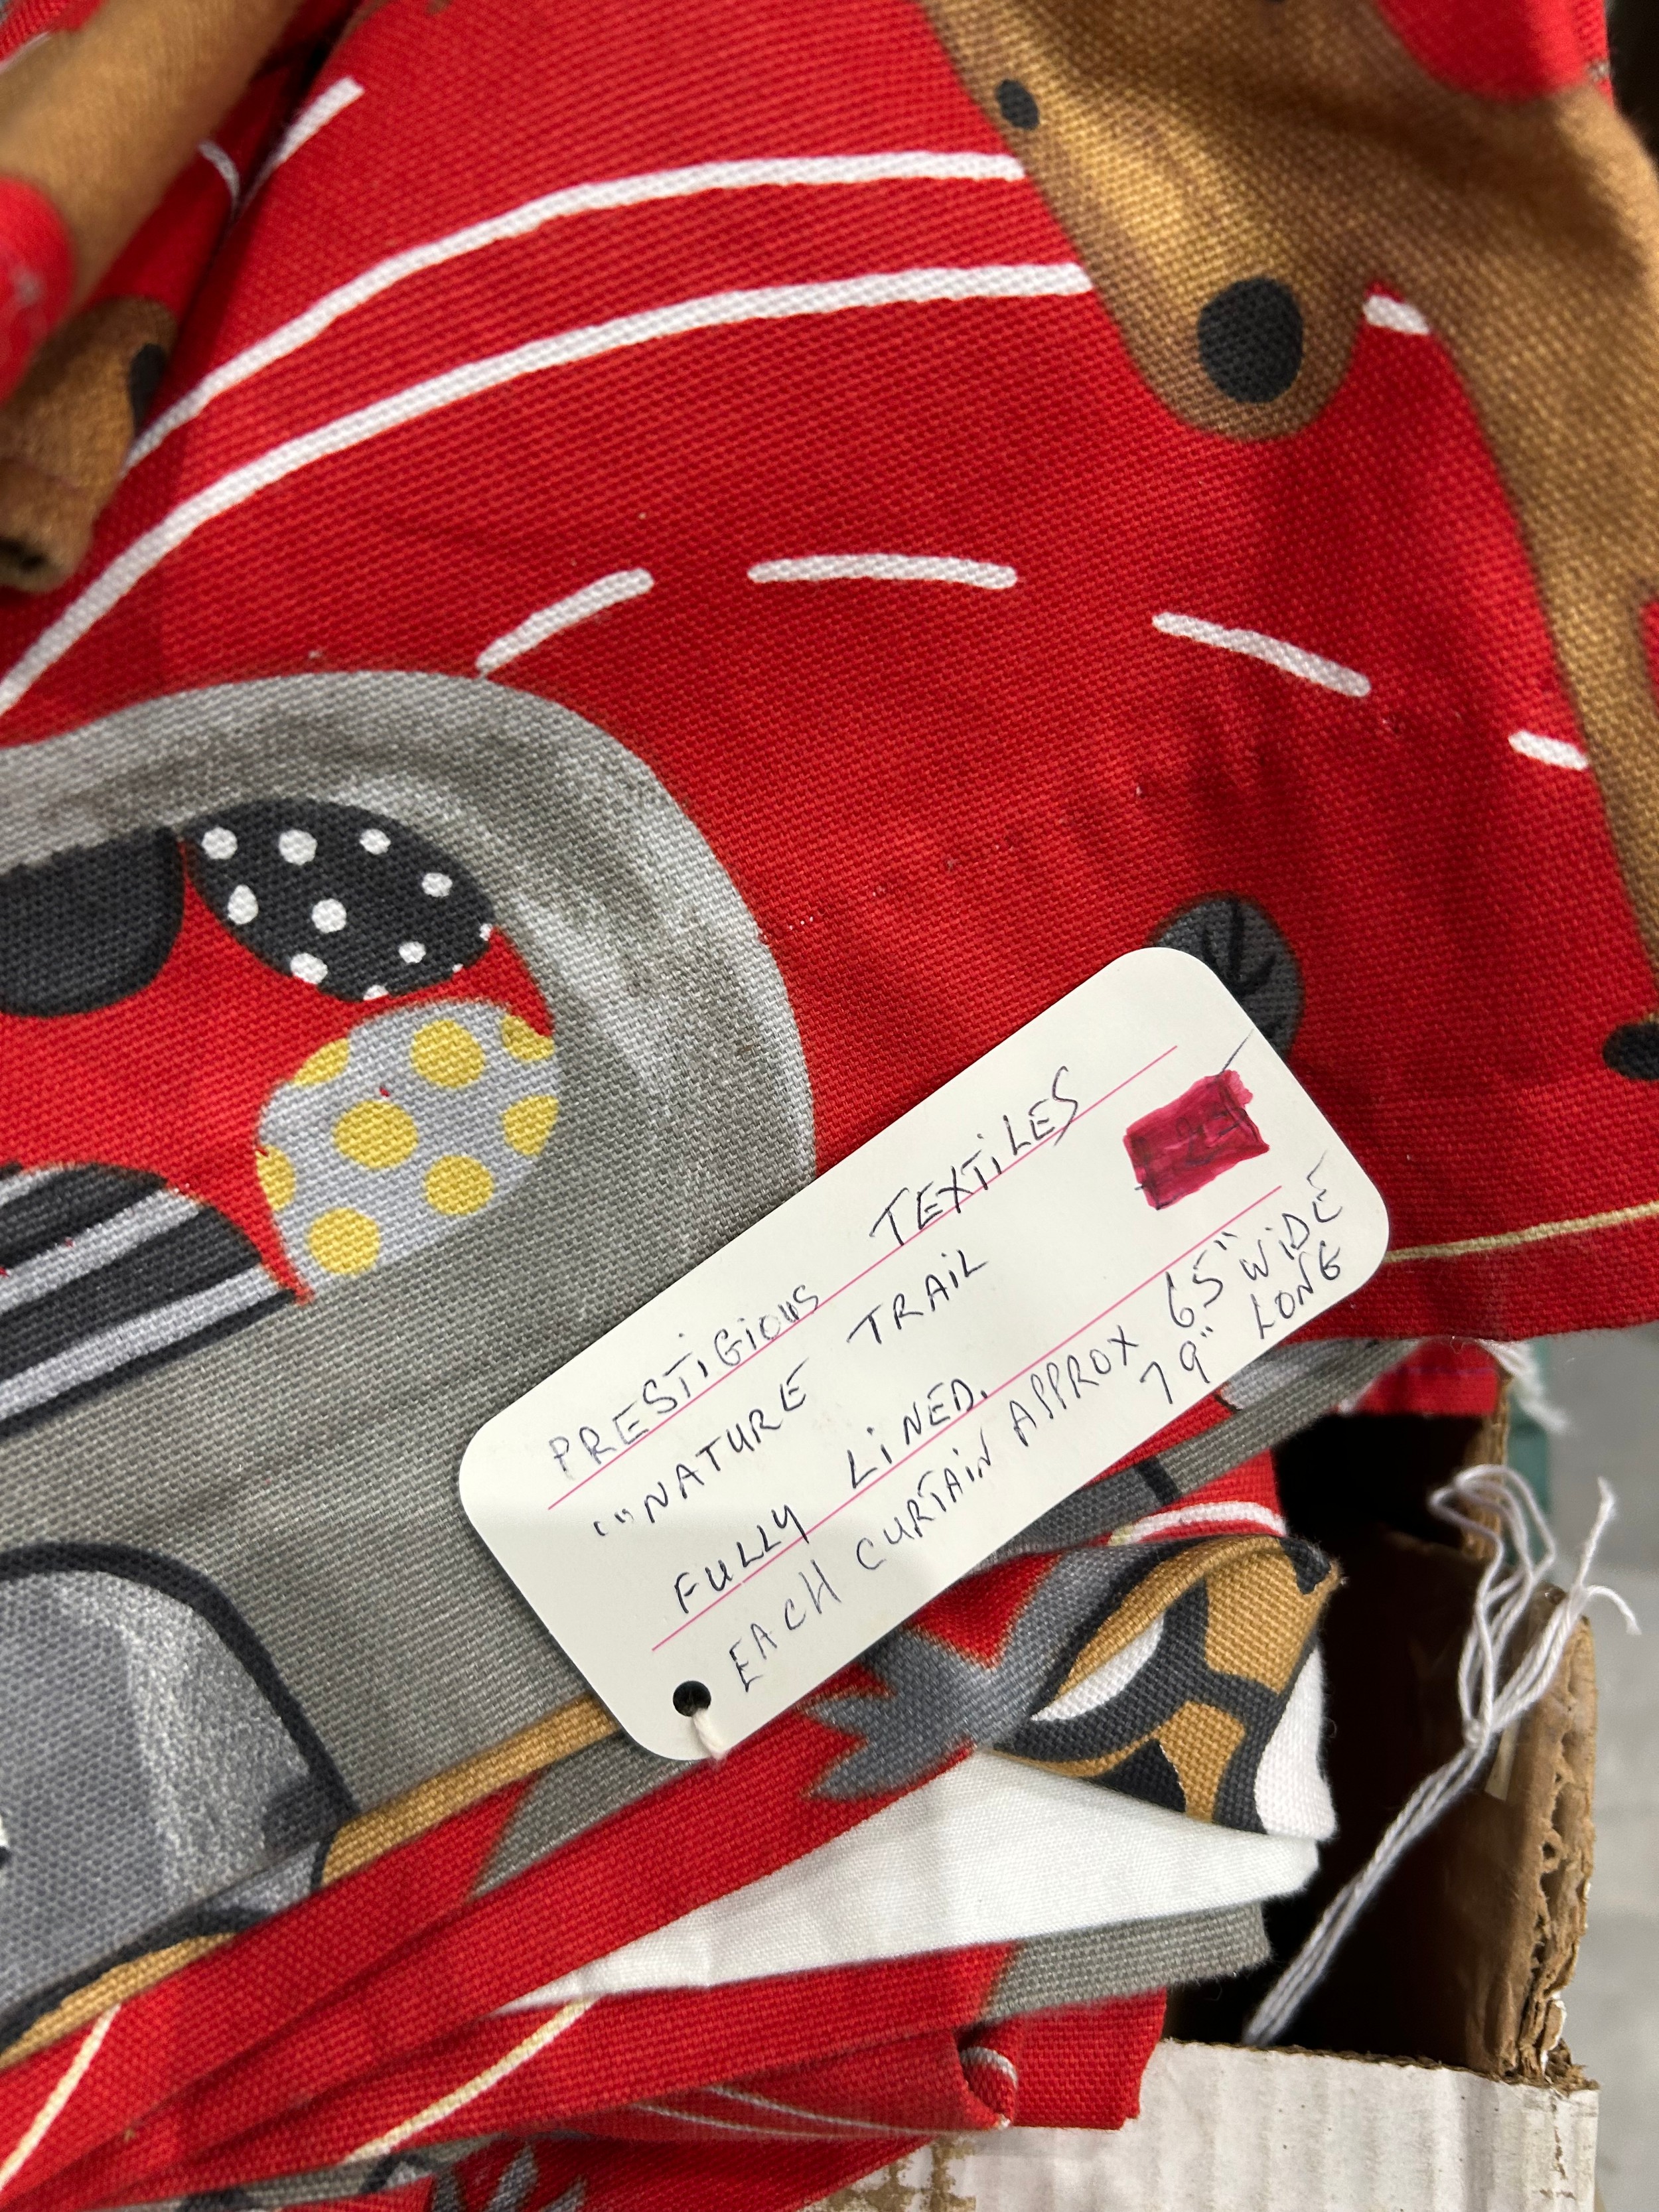 PRESTiGiOUS TEXTiLES
"NATURE TRAiL
FULLY LiNED.
EACH CURTAiN APPROX 65" WiDE
79" LONG